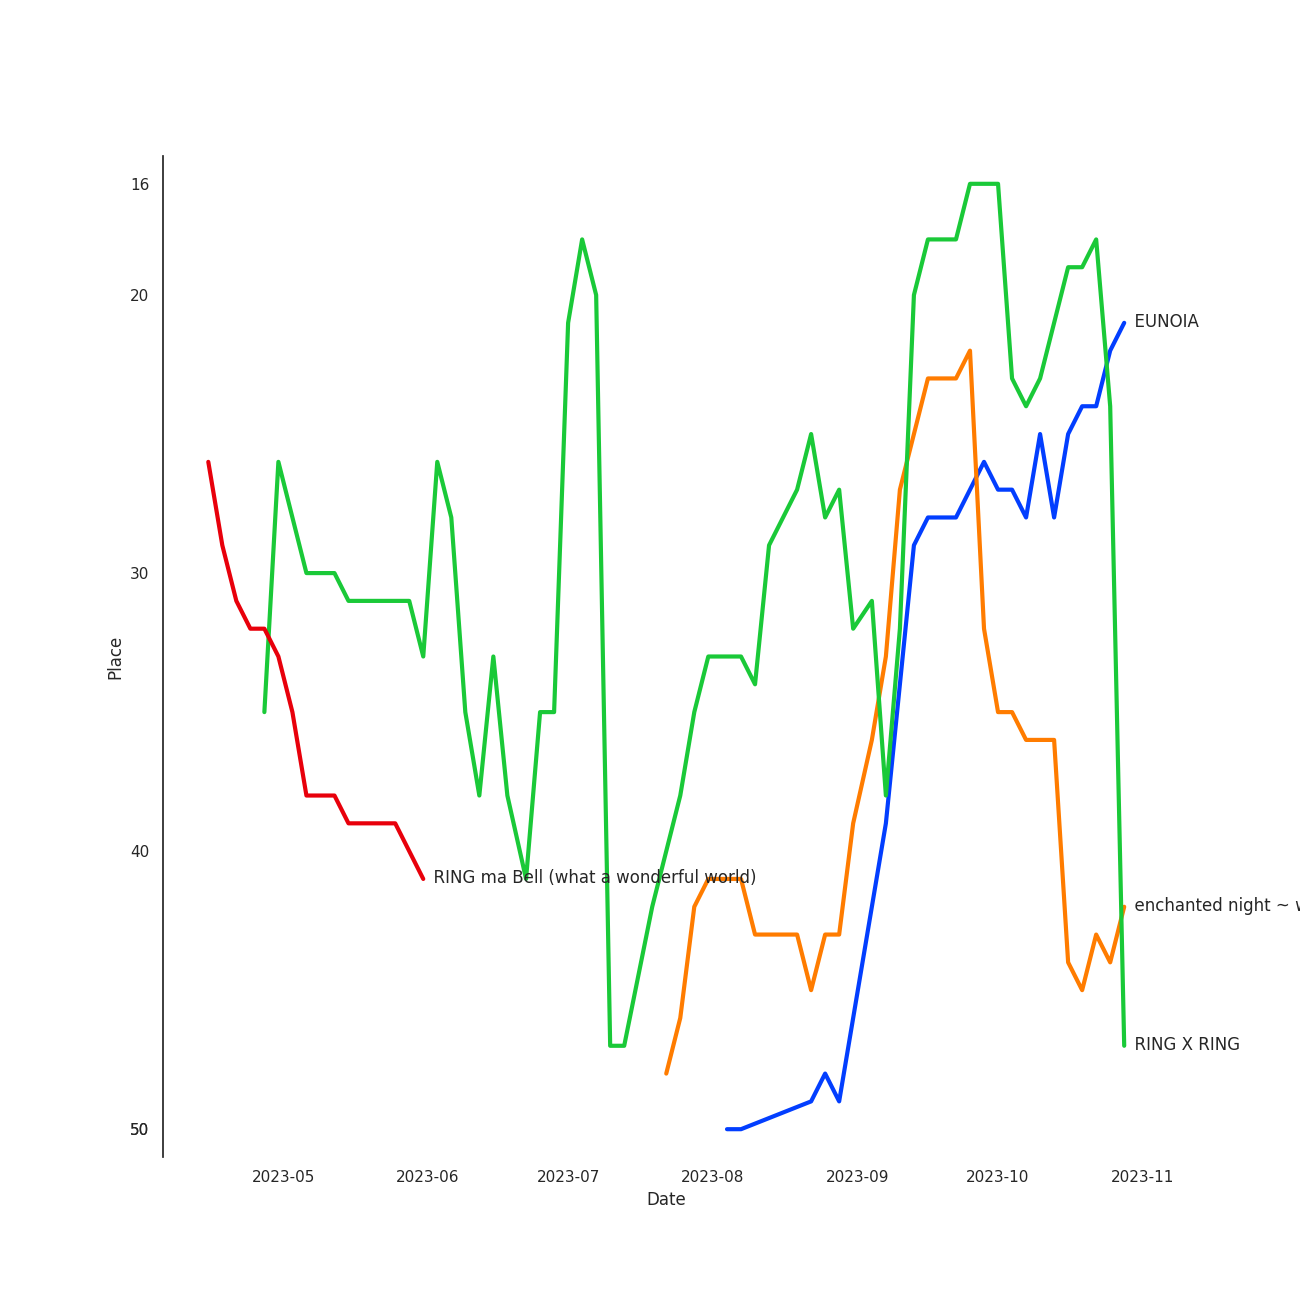 16
20
30
40
50
Place
EUNOIA
RING ma Bell (what a wonderful world)
enchanted night ~
RING X RING
2023-05 2023-06 2023-07 2023-08 2023-09 2023-10 2023-11
Date